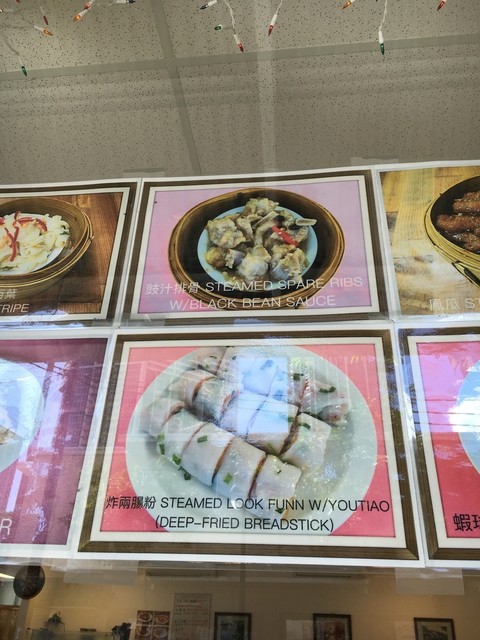 TRIPE
豉汁排骨 STEAMED SPARE RIBS
W/BLACK BEAN SAUCE
炸兩腸粉 STEAMED LOOK FUNN W/YOUTIAO
(DEEP-FRIED BREADSTICK)